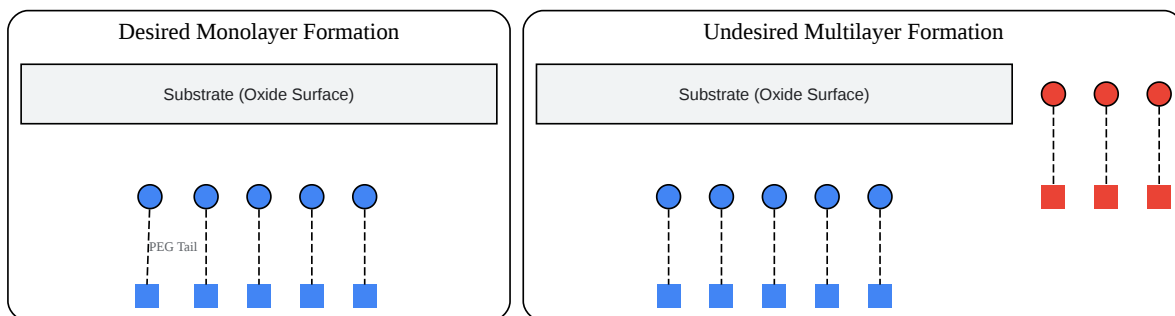 Desired Monolayer Formation
Substrate (Oxide Surface)
PEG Tail
Undesired Multilayer Formation
Substrate (Oxide Surface)